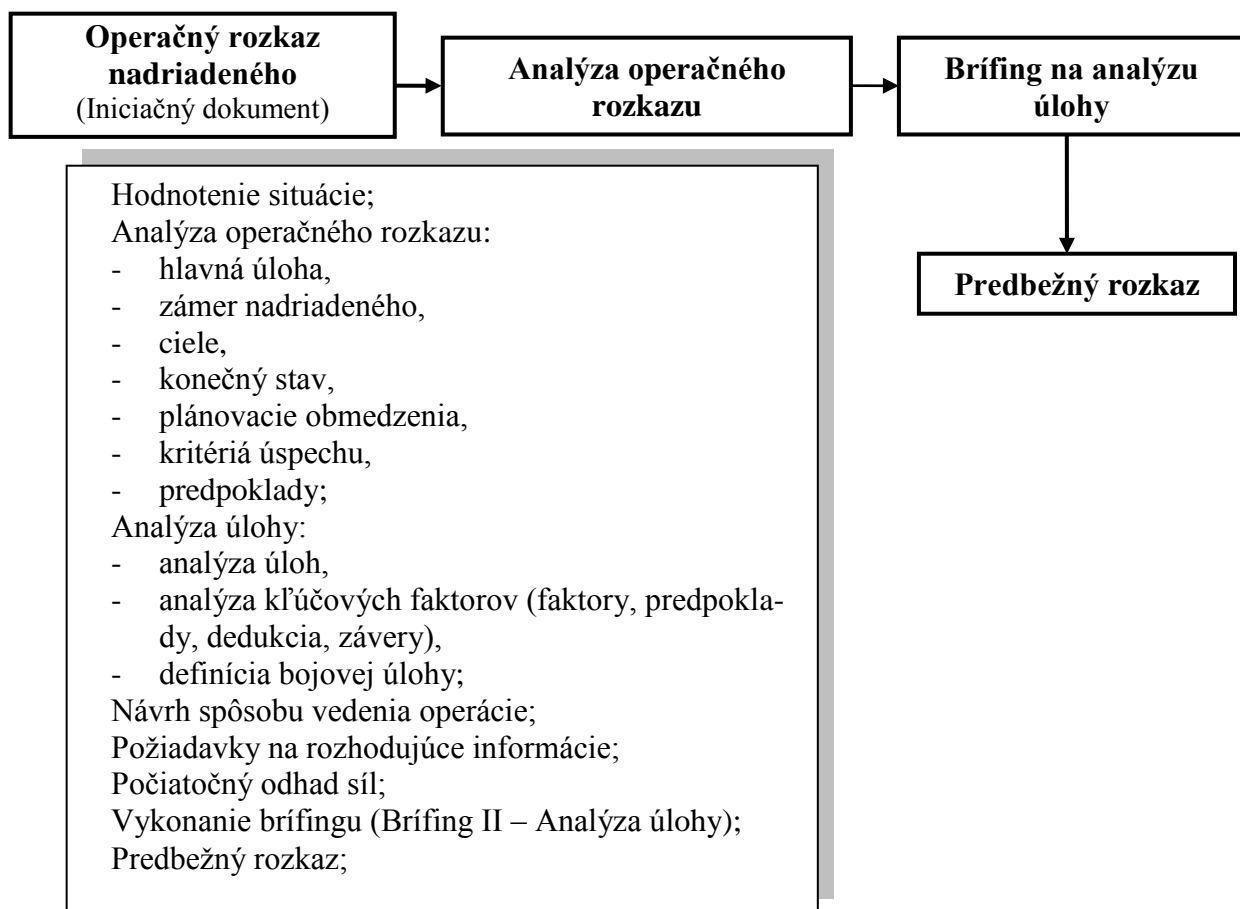 Operačný rozkaz
nadriadeného
(Iniciačný dokument)
Analýza operačného
rozkazu
Brífing na analýzu
úlohy
Predbežný rozkaz
Hodnotenie situácie;
Analýza operačného rozkazu:
- hlavná úloha,
- zámer nadriadeného,
- ciele,
- konečný stav,
- plánovacie obmedzenia,
- kritériá úspechu,
- predpoklady;
Analýza úlohy:
- analýza úloh,
- analýza kľúčových faktorov (faktory, predpokla-
dy, dedukcia, závery),
- definícia bojovej úlohy;
Návrh spôsobu vedenia operácie;
Požiadavky na rozhodujúce informácie;
Počiatočný odhad síl;
Vykonanie brífingu (Brífing II – Analýza úlohy);
Predbežný rozkaz;